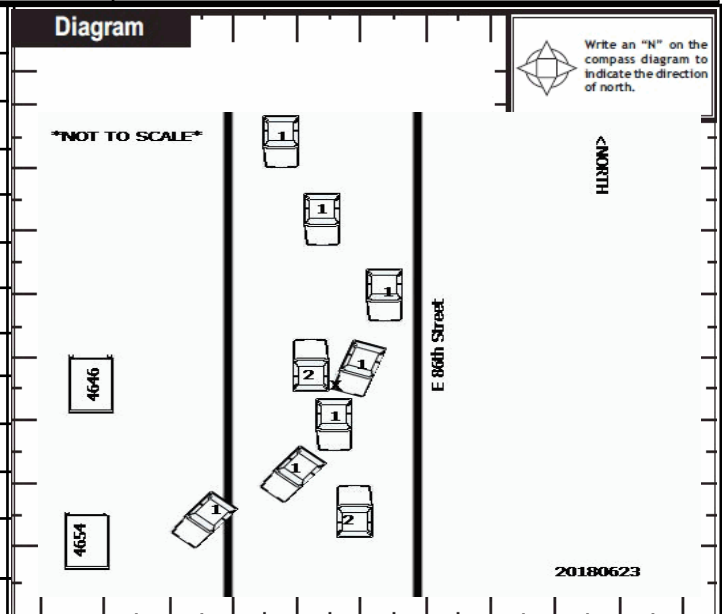 Diagram
Write an “N” on the
compass diagram to
indicate the direction
of north.
*NOT TO SCALE*
<NORTH
1
1
1
E 86th Street
2
1
4646
1
1
1
2
4654
20180623